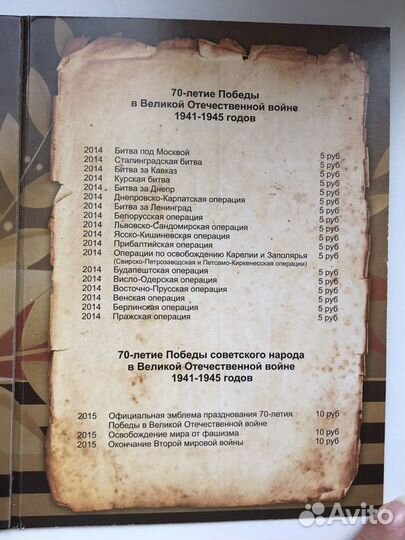 70-летие Победы
в Великой Отечественной войне
1941-1945 годов
2014 Битва под Москвой 5 руб
2014 Сталинградская битва 5 руб
2014 Битва за Кавказ 5 руб
2014 Курская битва 5 руб
2014 Битва за Днепр 5 руб
2014 Днепровско-Карпатская операция 5 руб
2014 Битва за Ленинград 5 руб
2014 Белорусская операция 5 руб
2014 Львовско-Сандомирская операция 5 руб
2014 Ясско-Кишиневская операция 5 руб
2014 Прибалтийская операция 5 руб
2014 Операции по освобождению Карелии и Заполярья 5 руб
(Свирско-Петрозаводская и Петсамо-Киркенесская операции)
2014 Будапештская операция 5 руб
2014 Висло-Одерская операция 5 руб
2014 Восточно-Прусская операция 5 руб
2014 Венская операция 5 руб
2014 Берлинская операция 5 руб
2014 Пражская операция 5 руб
70-летие Победы советского народа
в Великой Отечественной войне
1941-1945 годов
2015 Официальная эмблема празднования 70-летия 10 руб
Победы в Великой Отечественной войне
2015 Освобождение мира от фашизма 10 руб
2015 Окончание Второй мировой войны 10 руб
Avito